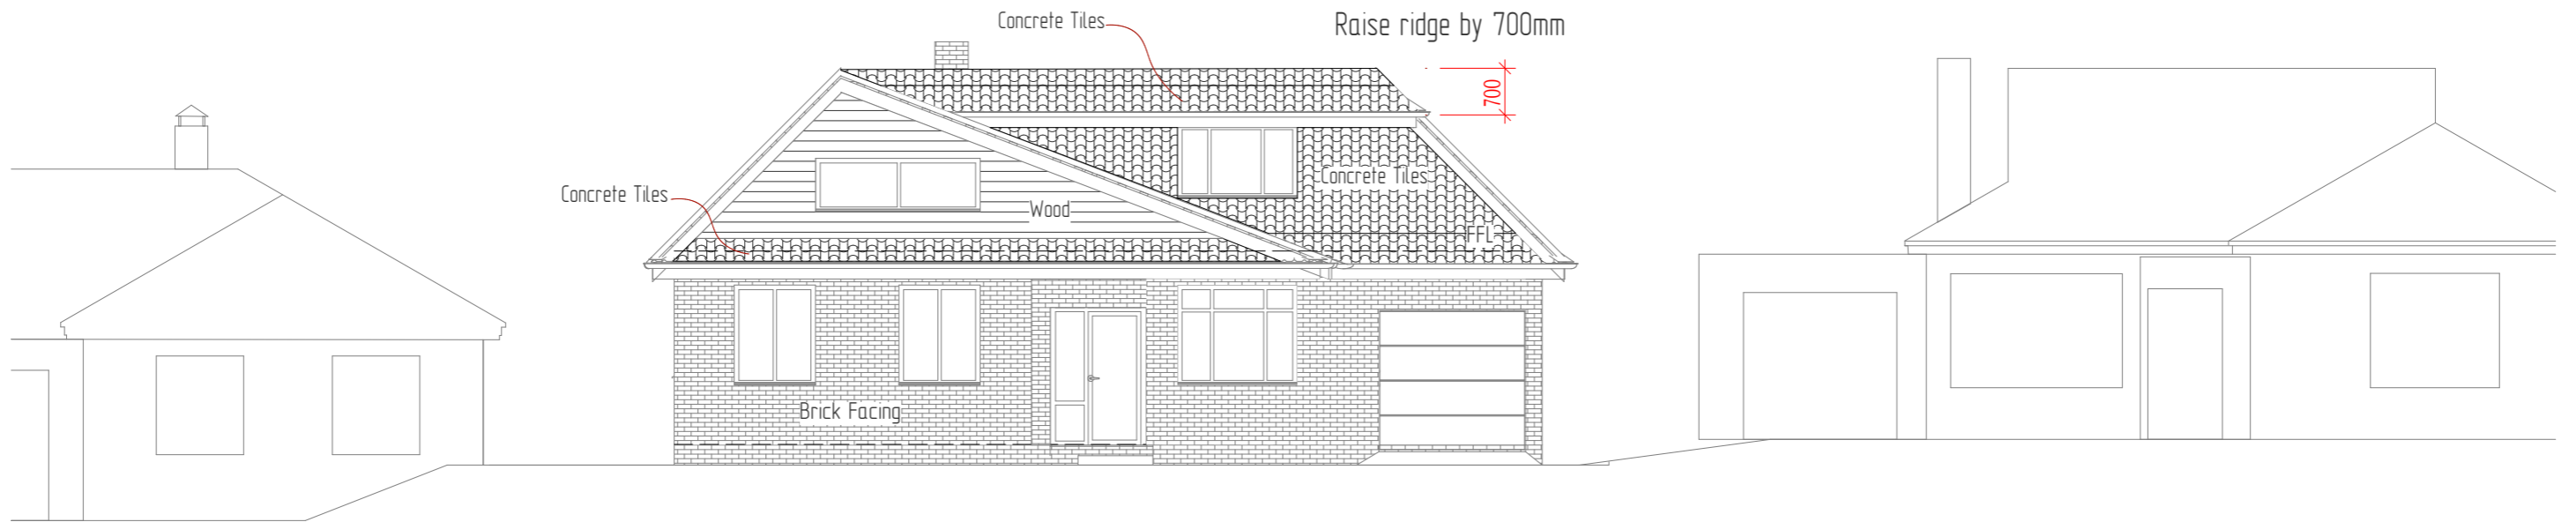 Concrete Tiles
Raise ridge by 700mm
700
Concrete Tiles
Concrete Tiles
Wood
FFL
Brick Facing